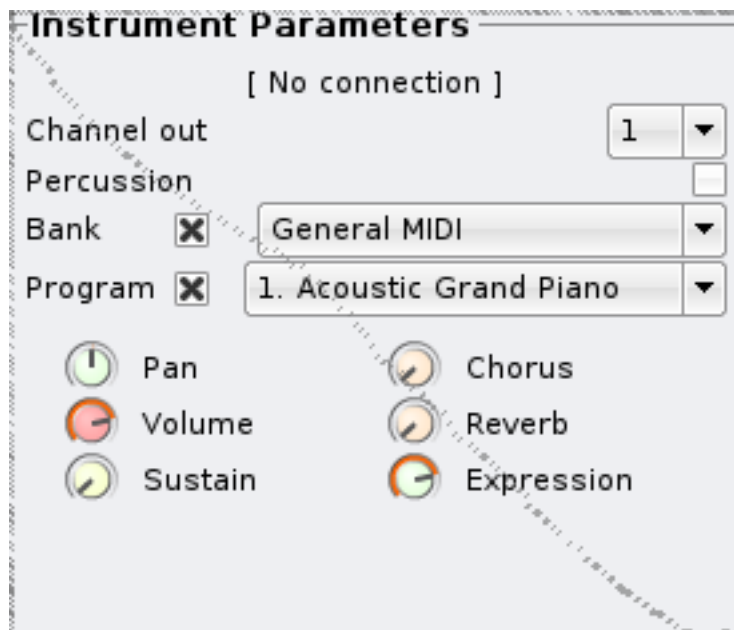 Instrument Parameters
[ No connection ]
Channel out 1
Percussion
Bank General MIDI
Program 1. Acoustic Grand Piano
Pan Chorus
Volume Reverb
Sustain Expression